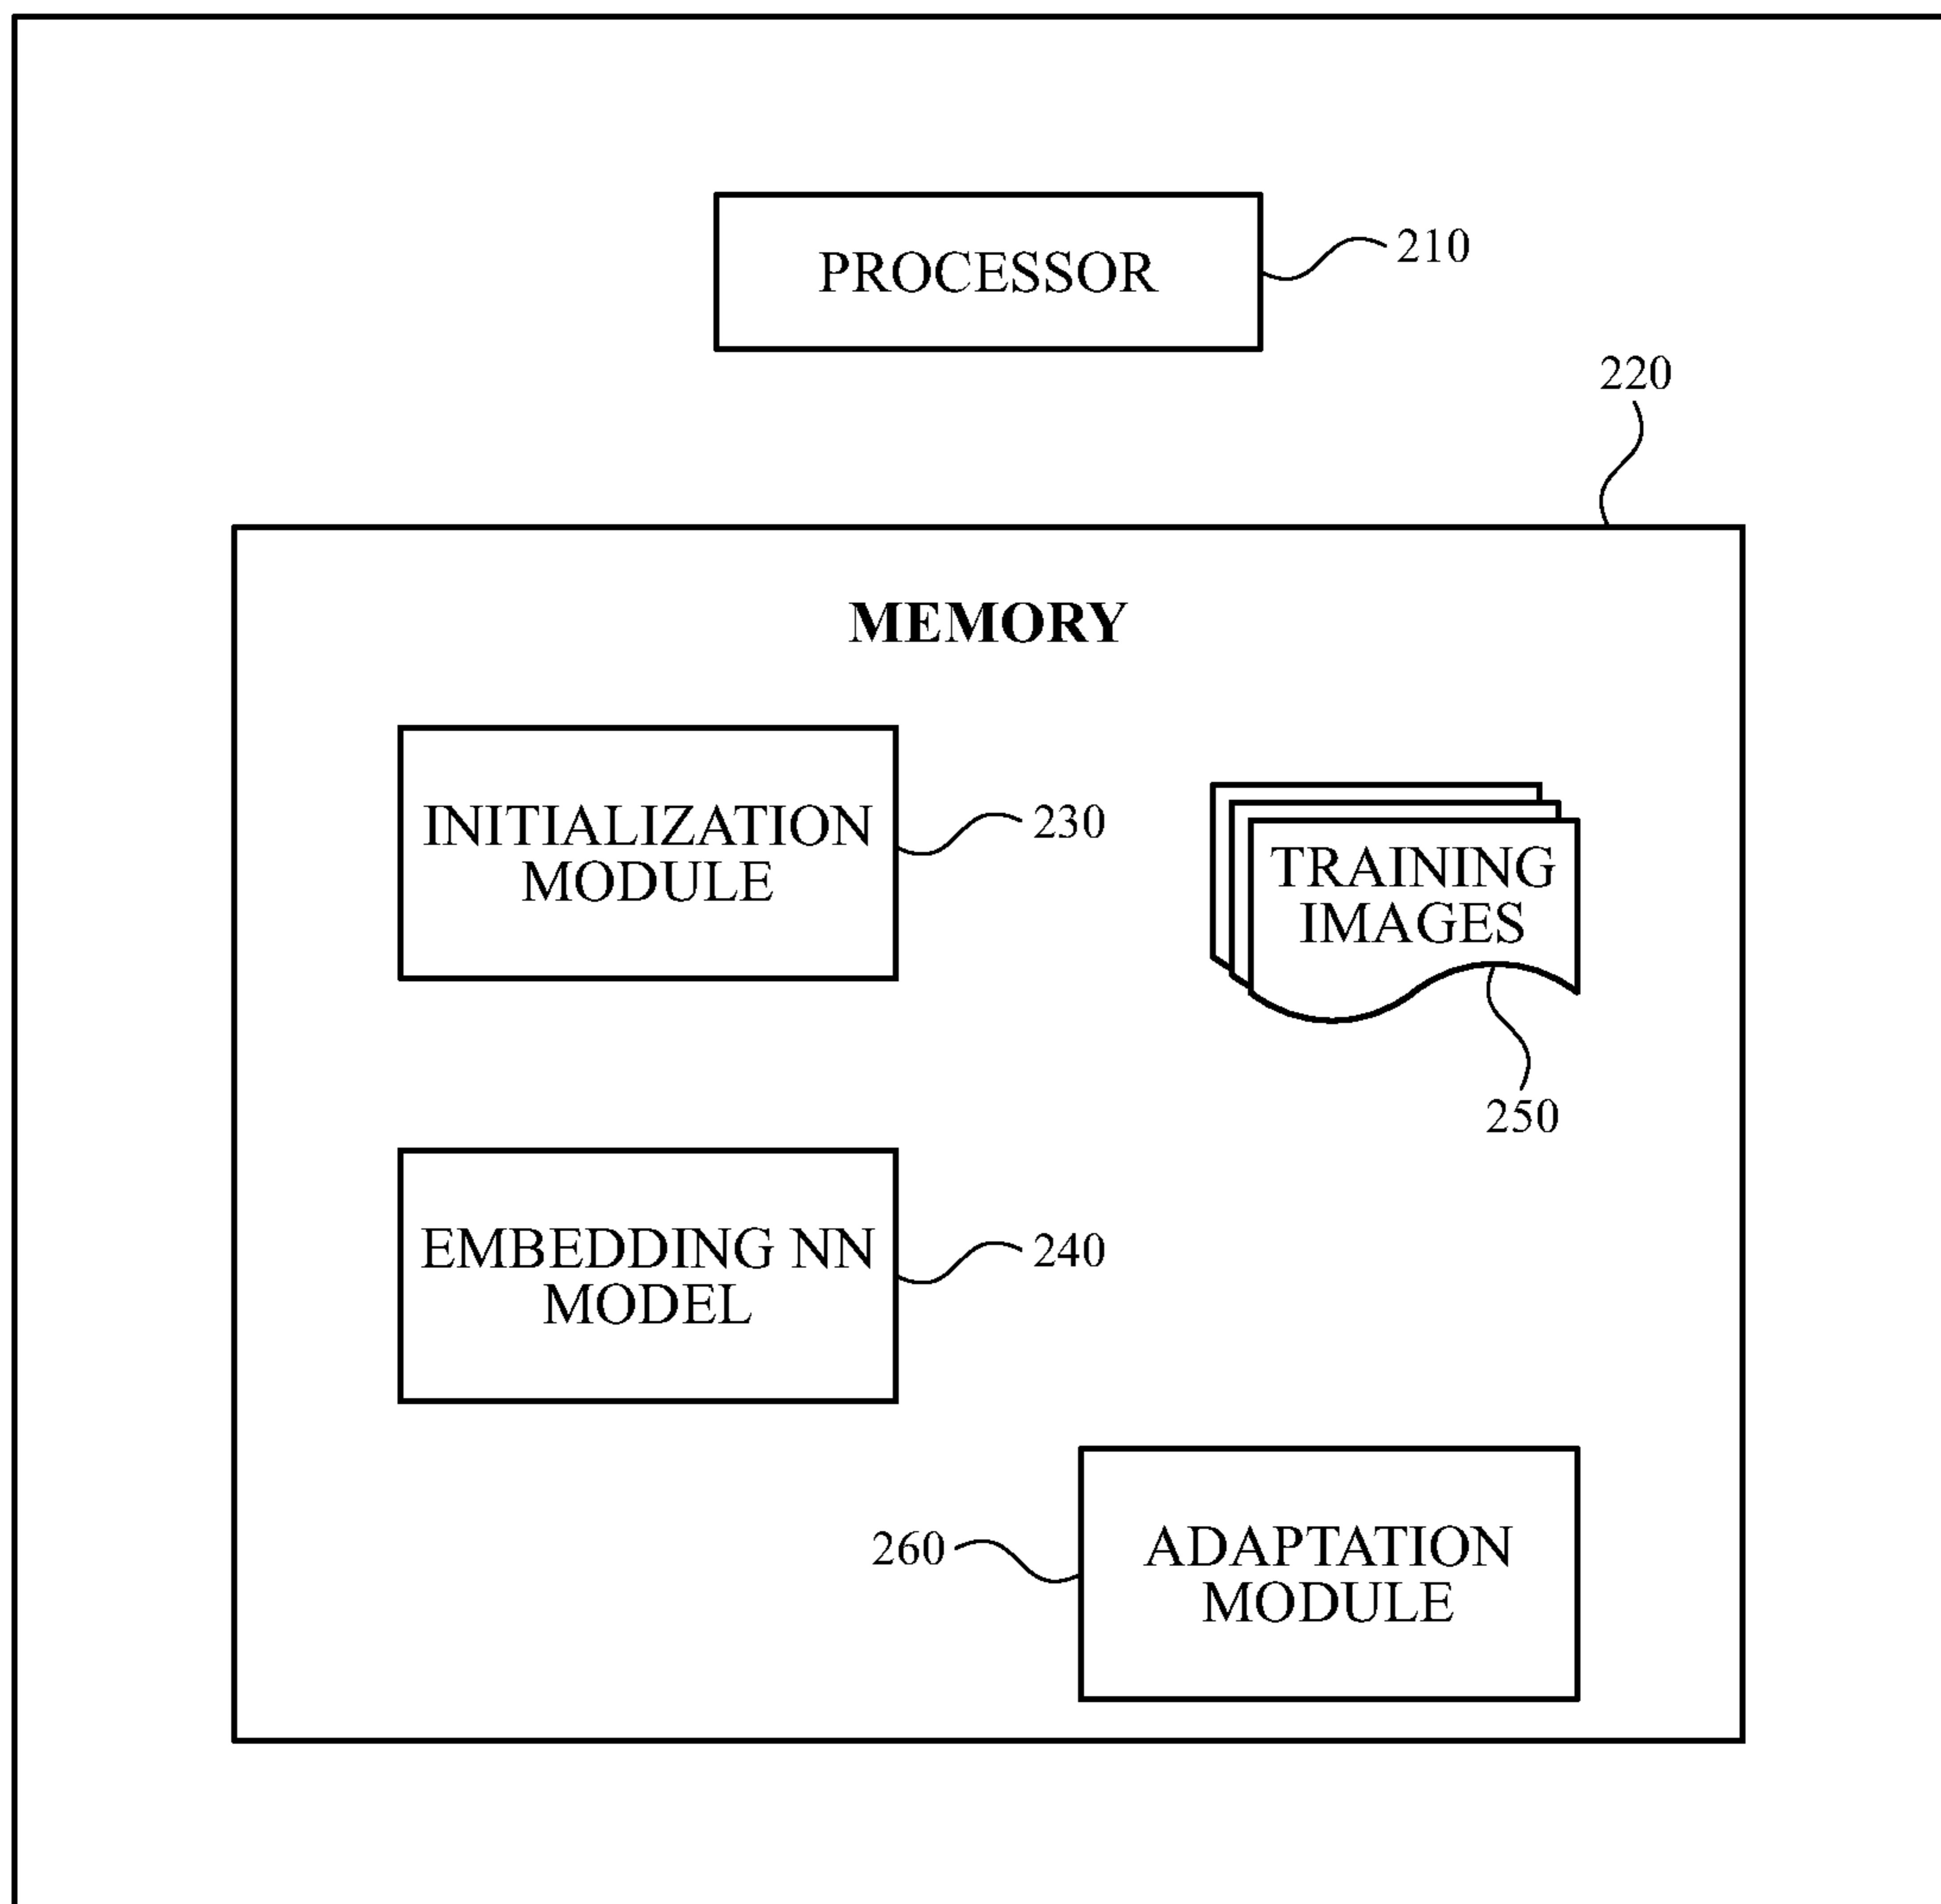 PROCESSOR
210
220
MEMORY
INITIALIZATION
MODULE
230
TRAINING
IMAGES
250
EMBEDDING NN
MODEL
240
260
ADAPTATION
MODULE